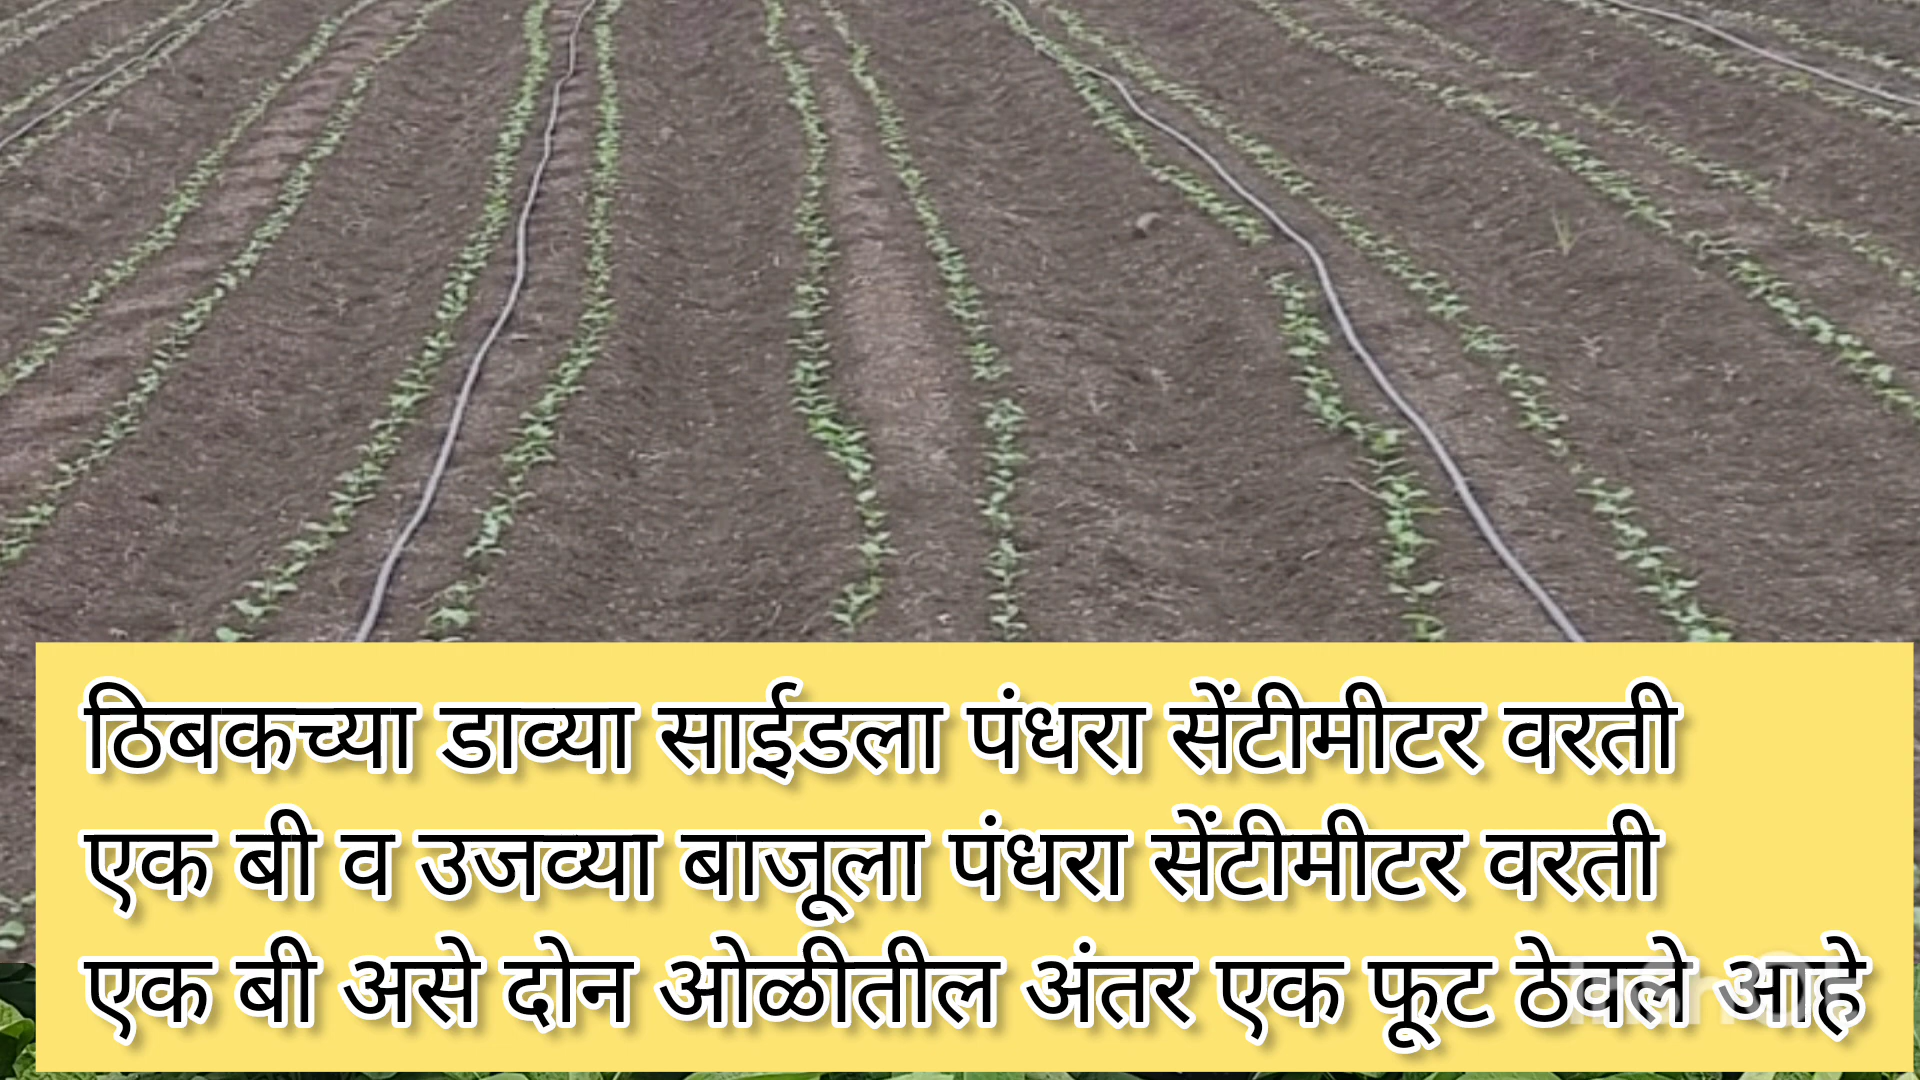 ठिबकच्या डाव्या साईडला पंधरा सेंटीमीटर वरती
एक बी व उजव्या बाजूला पंधरा सेंटीमीटर वरती
एक बी असे दोन ओळीतील अंतर एक फूट ठेवले आहे